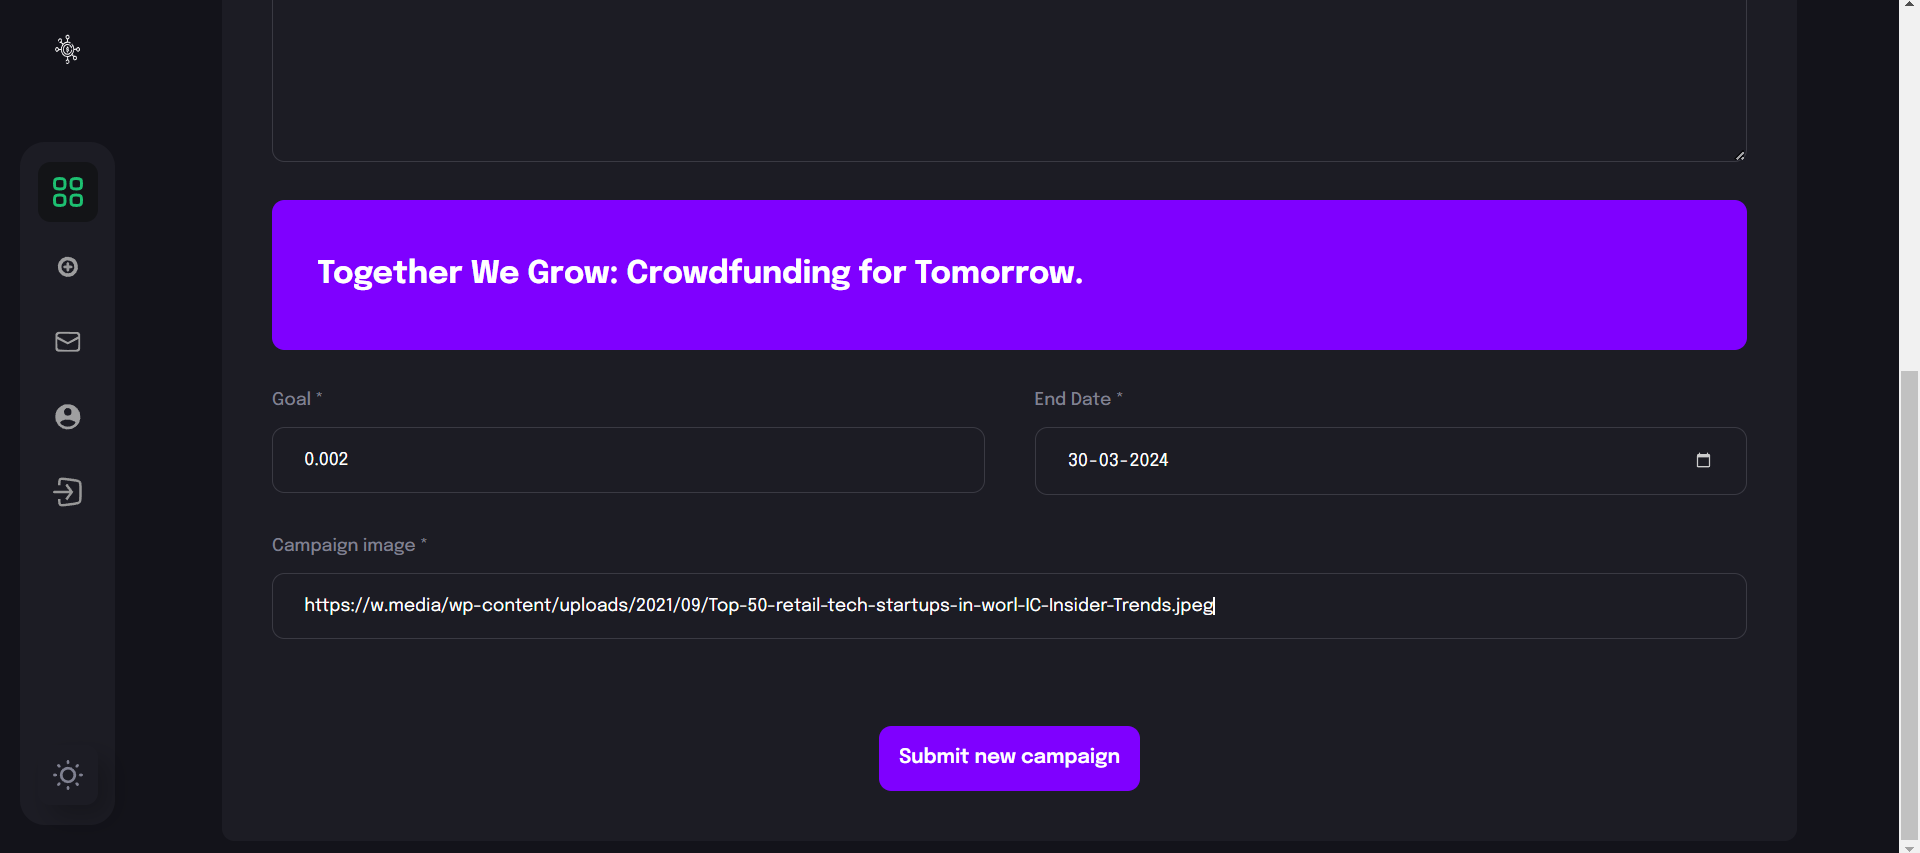 Together We Grow: Crowdfunding for Tomorrow.
Goal *
End Date *
0.002
30-03-2024
Campaign image *
https://w.media/wp-content/uploads/2021/09/Top-50-retail-tech-startups-in-worl-IC-Insider-Trends.jpeg
Submit new campaign